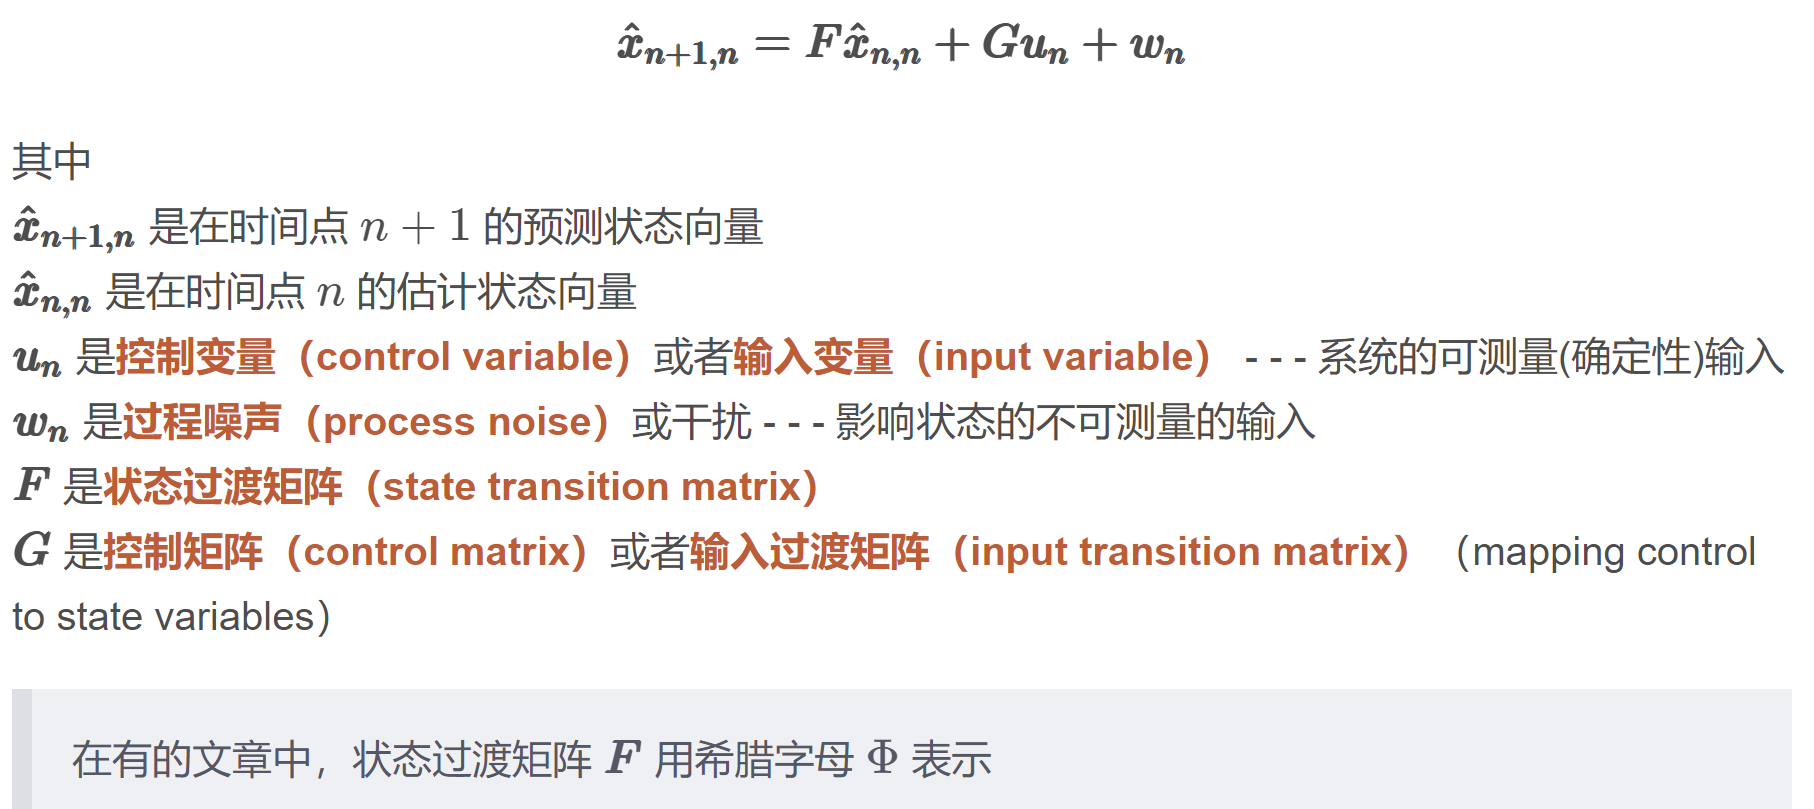 $\hat{x}_{n+1,n} = F\hat{x}_{n,n} + Gu_n + w_n$
其中
$\hat{x}_{n+1,n}$ 是在时间点 $n+1$ 的预测状态向量
$\hat{x}_{n,n}$ 是在时间点 $n$ 的估计状态向量
$u_n$ 是控制变量（control variable）或者输入变量（input variable） - - - 系统的可测量(确定性)输入
$w_n$ 是过程噪声（process noise）或干扰 - - - 影响状态的不可测量的输入
$F$ 是状态过渡矩阵（state transition matrix）
$G$ 是控制矩阵（control matrix）或者输入过渡矩阵（input transition matrix）（mapping control
to state variables）
在有的文章中，状态过渡矩阵 $F$ 用希腊字母 $\Phi$ 表示